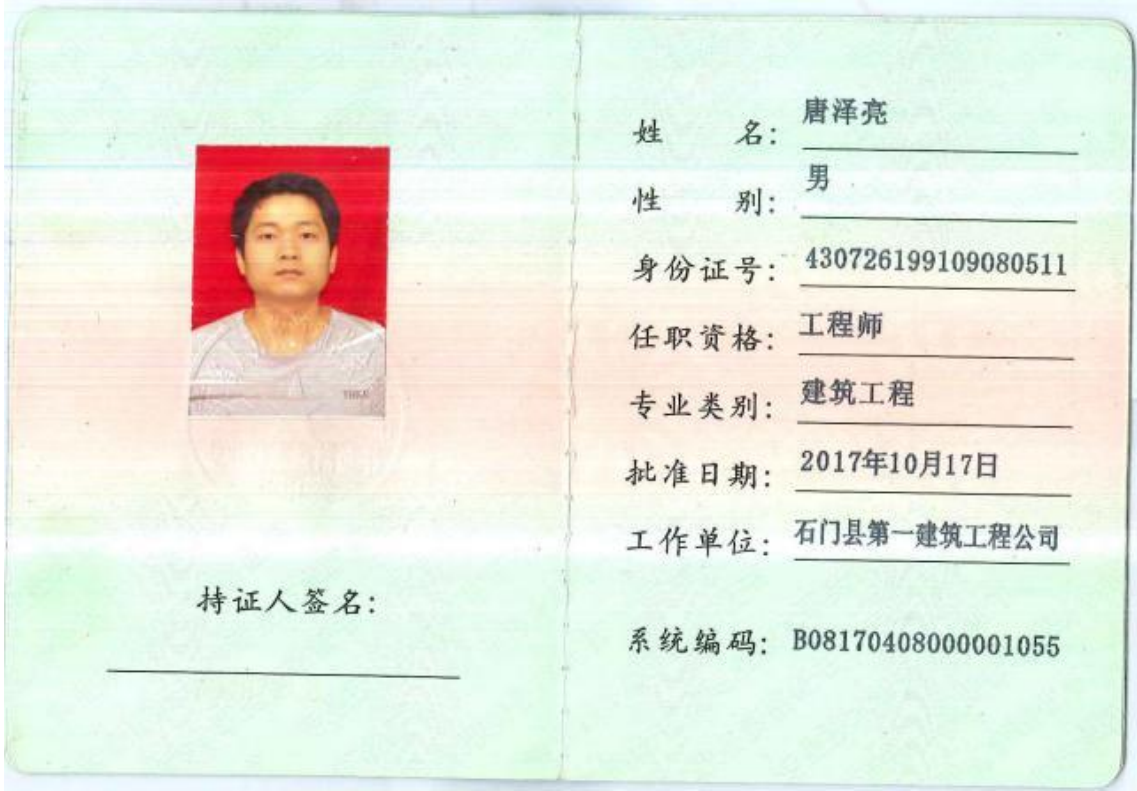 姓名：唐泽亮
性别：男
身份证号：430726199109080511
任职资格：工程师
专业类别：建筑工程
批准日期：2017年10月17日
工作单位：石门县第一建筑工程公司
系统编码：B08170408000001055
持证人签名：